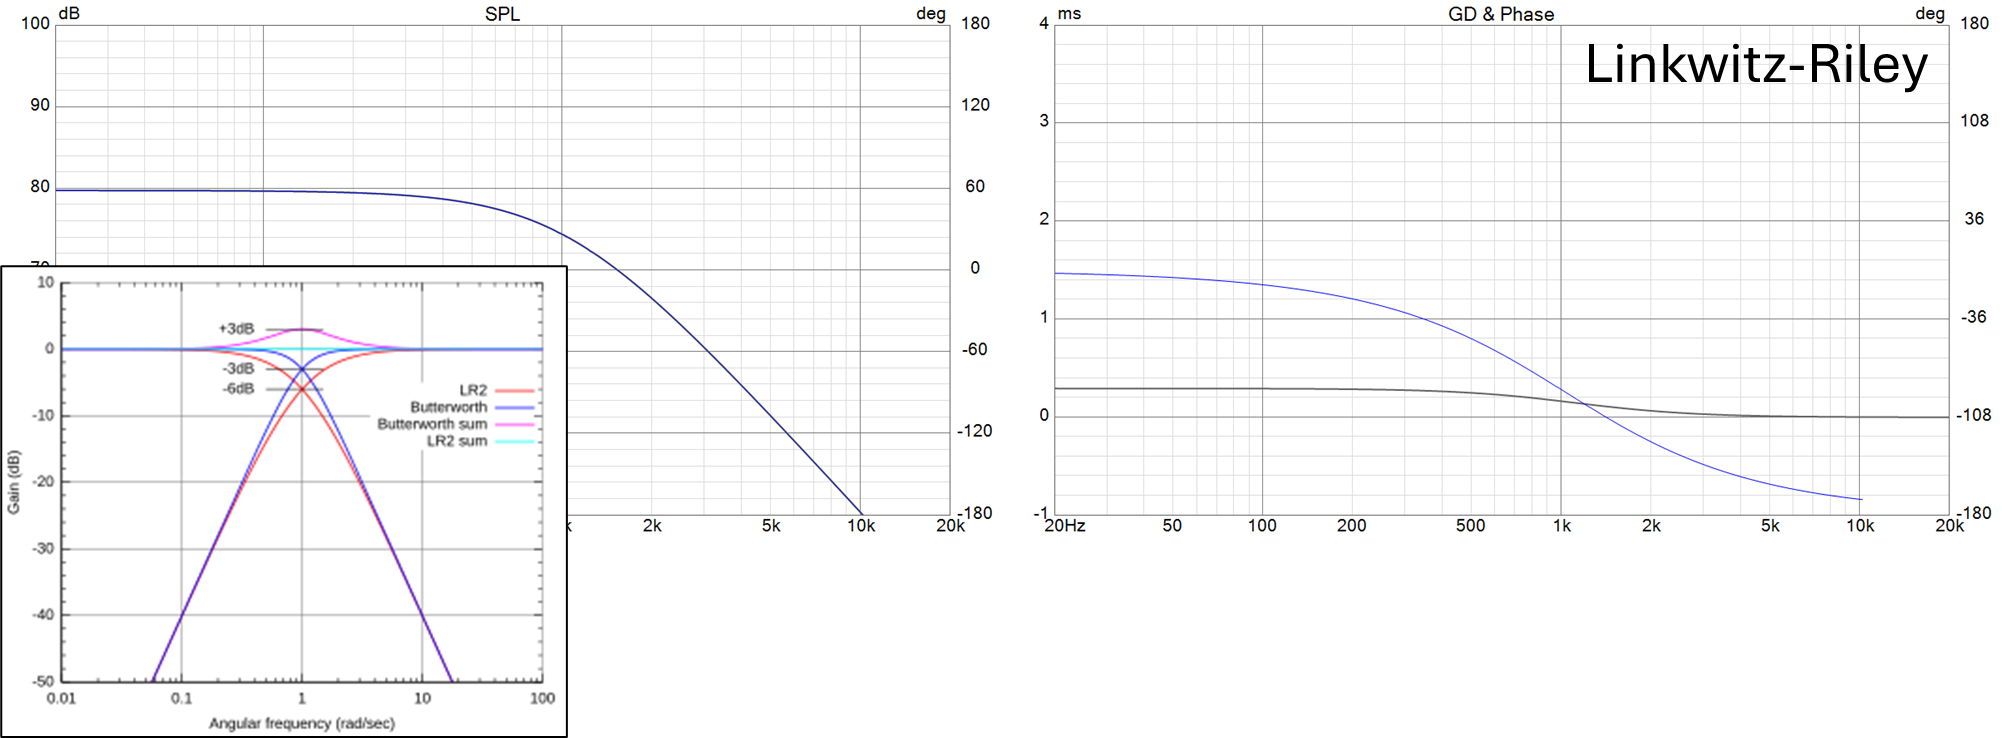 dB SPL deg
100 180
90 120
80 60
70 0
-60
-120
-180
k 2k 5k 10k 20k
10
+3dB
0
-3dB
-6dB
LR2
Butterworth
-10
Butterworth sum
LR2 sum
-20
-30
-40
-50
Gain (dB)
0.01 0.1 1 10 100
Angular frequency (rad/sec)
ms GD & Phase deg
4 180
Linkwitz-Riley
3 108
2 36
1 -36
0 -108
-1 -180
20Hz 50 100 200 500 1k 2k 5k 10k 20k